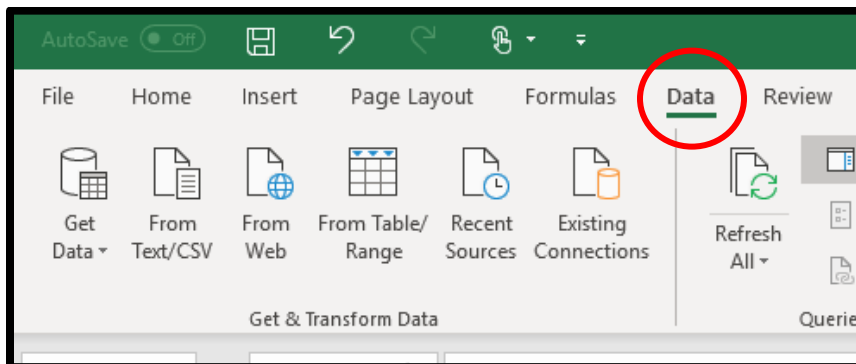 AutoSave Off
File Home Insert Page Layout Formulas Data Review
Get Data
From Text/CSV
From Web
From Table/ Range
Recent Sources
Existing Connections
Refresh All
Get & Transform Data
Querie